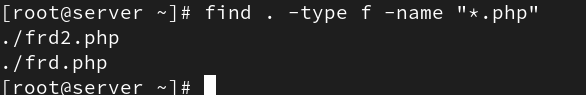 [root@server ~]# find . -type f -name "*.php"
./frd2.php
./frd.php
[root@server ~]#